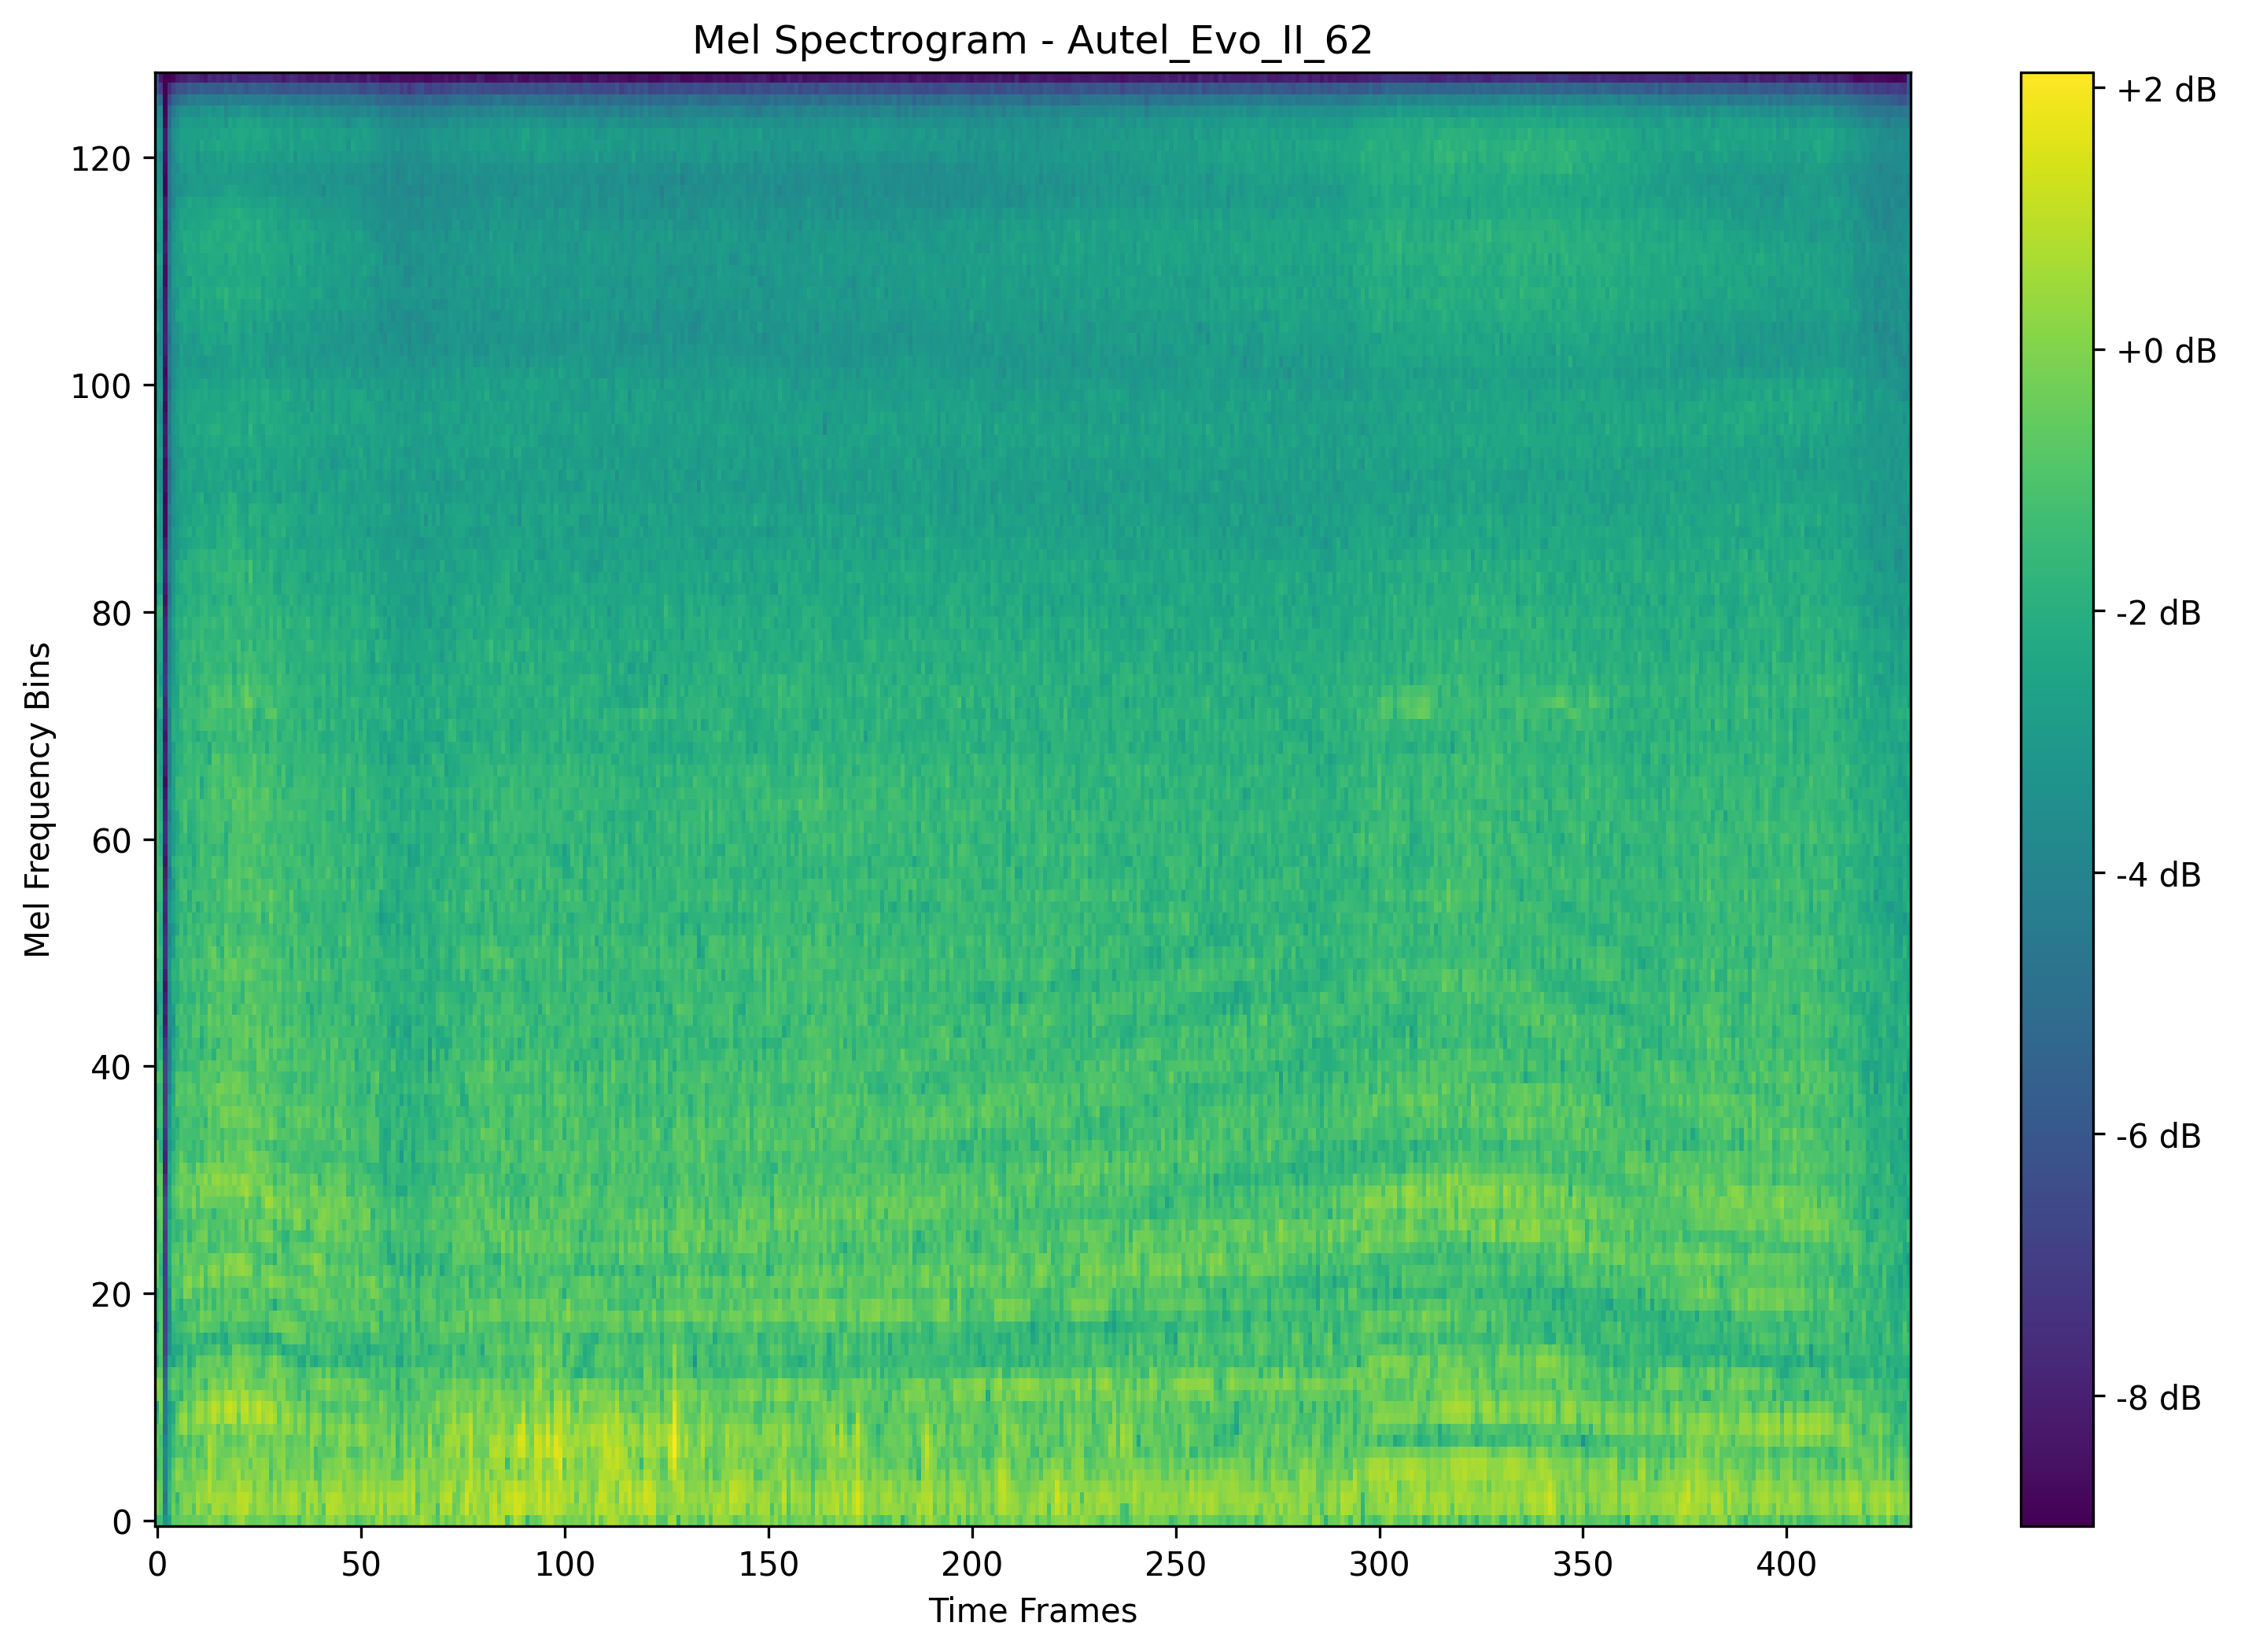 Mel Spectrogram - Autel_Evo_II_62
Mel Frequency Bins
120
100
80
60
40
20
0
0 50 100 150 200 250 300 350 400
Time Frames
+2 dB
+0 dB
-2 dB
-4 dB
-6 dB
-8 dB